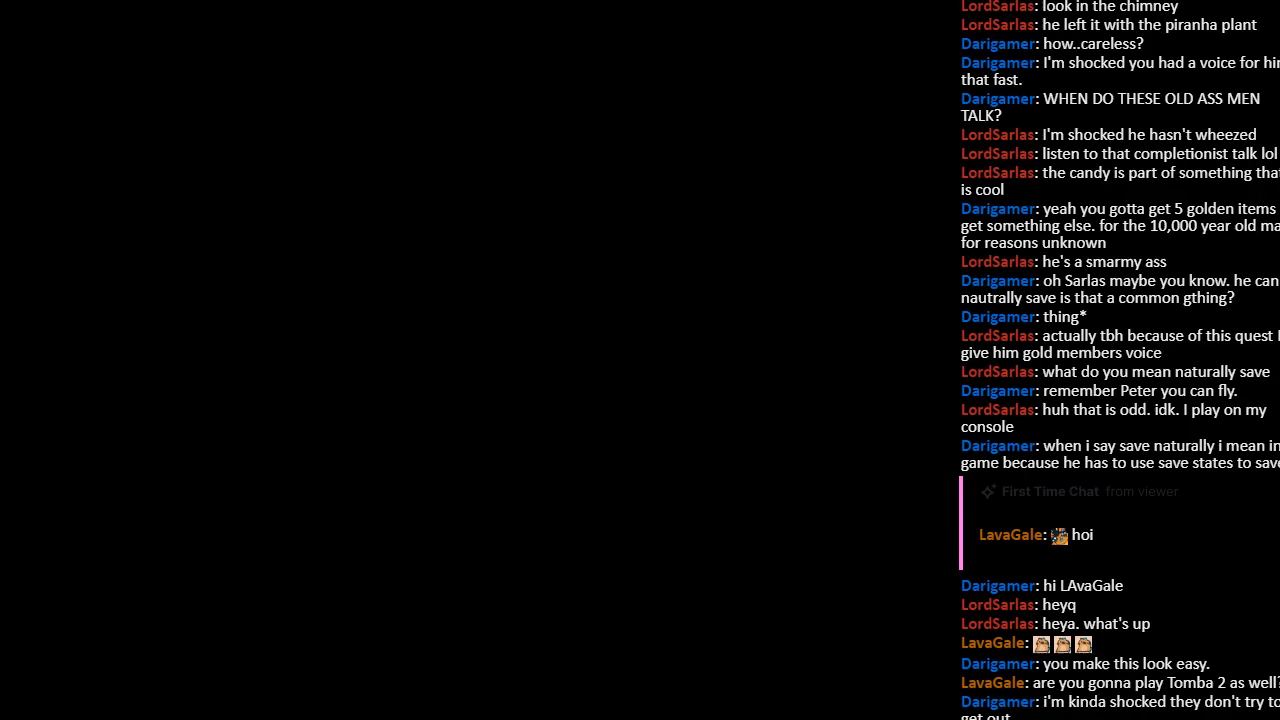 LordSarlas: look in the chimney
LordSarlas: he left it with the piranha plant
Darigamer: how..careless?
Darigamer: I'm shocked you had a voice for
that fast.
Darigamer: WHEN DO THESE OLD ASS MEN
TALK?
LordSarlas: I'm shocked he hasn't wheezed
LordSarlas: listen to that completionist talk lol
LordSarlas: the candy is part of something
is cool
Darigamer: yeah you gotta get 5 golden items
get something else. for the 10,000 year old
for reasons unknown
LordSarlas: he's a smarmy ass
Darigamer: oh Sarlas maybe you know. he can
nautrally save is that a common gthing?
Darigamer: thing*
LordSarlas: actually tbh because of this quest
give him gold members voice
LordSarlas: what do you mean naturally save
Darigamer: remember Peter you can fly.
LordSarlas: huh that is odd. idk. I play on my
console
Darigamer: when i say save naturally i mean in
game because he has to use save states to save
First Time Chat from viewer
LavaGale: hoi
Darigamer: hi LAvaGale
LordSarlas: heyq
LordSarlas: heya. what's up
LavaGale:
Darigamer: you make this look easy.
LavaGale: are you gonna play Tomba 2 as well?
Darigamer: i'm kinda shocked they don't try to
get out